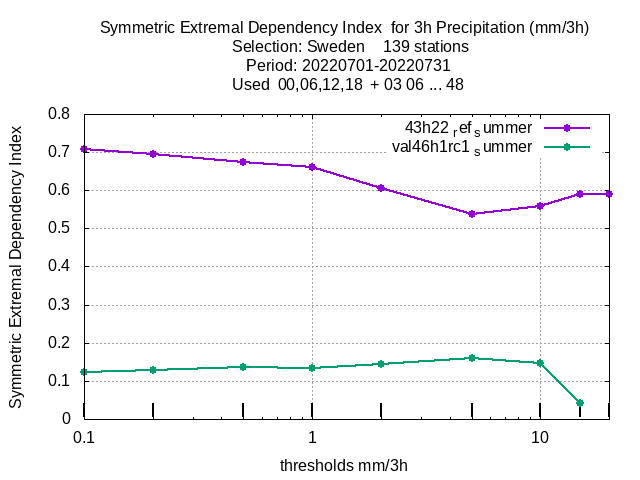 Symmetric Extremal Dependency Index for 3h Precipitation (mm/3h)
Selection: Sweden 139 stations
Period: 20220701-20220731
Used 00,06,12,18 + 03 06 ... 48
43h22 ref summer
val46h1rc1 summer
Symmetric Extremal Dependency Index
0.8
0.7
0.6
0.5
0.4
0.3
0.2
0.1
0
0.1 1 10
thresholds mm/3h